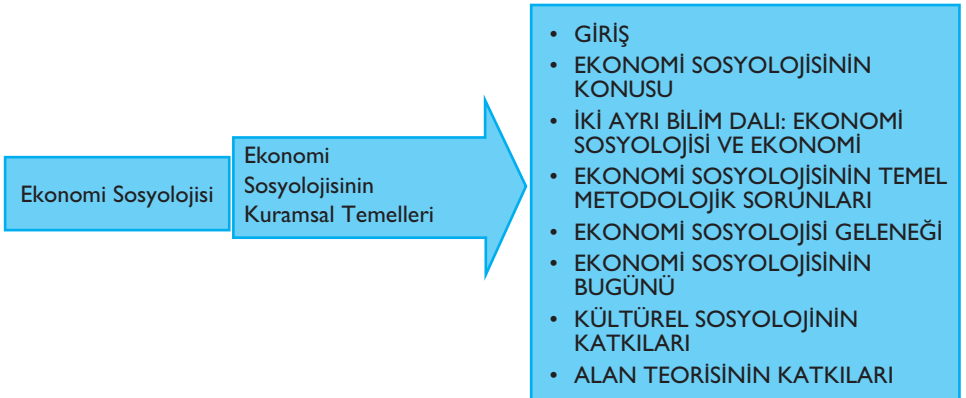 Ekonomi Sosyolojisi
Ekonomi
Sosyolojisinin
Kuramsal Temelleri
• GİRİŞ
• EKONOMİ SOSYOLOJİSİNİN
KONUSU
• İKİ AYRI BİLİM DALI: EKONOMİ
SOSYOLOJİSİ VE EKONOMİ
• EKONOMİ SOSYOLOJİSİNİN TEMEL
METODOLOJİK SORUNLARI
• EKONOMİ SOSYOLOJİSİ GELENEĞİ
• EKONOMİ SOSYOLOJİSİNİN
BUGÜNÜ
• KÜLTÜREL SOSYOLOJİNİN
KATKILARI
• ALAN TEORİSİNİN KATKILARI